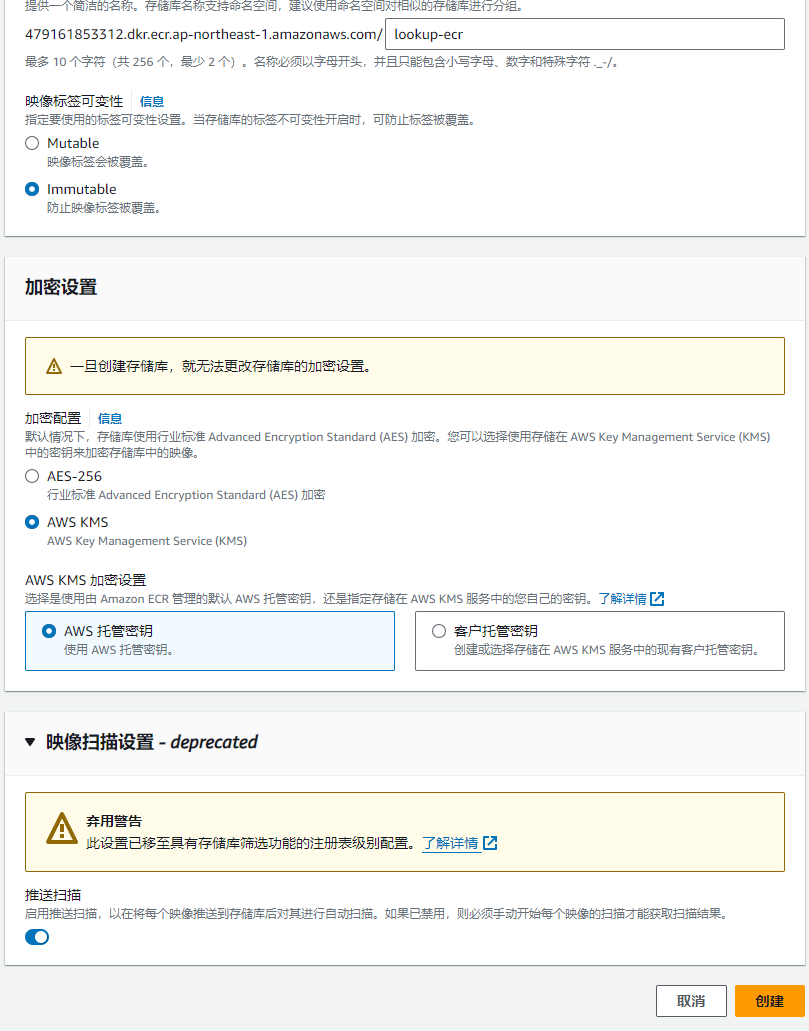 提供一个简洁的名称。存储库名称支持命名空间，建议使用命名空间对相似的存储库进行分组。
479161853312.dkr.ecr.ap-northeast-1.amazonaws.com/ lookup-ecr
最多 10 个字符（共 256 个，最少 2 个）。名称必须以字母开头，并且只能包含小写字母、数字和特殊字符 ._-/。
映像标签可变性 信息
指定要使用的标签可变性设置。当存储库的标签不可变性开启时，可防止标签被覆盖。
Mutable
映像标签会被覆盖。
Immutable
防止映像标签被覆盖。
加密设置
一旦创建存储库，就无法更改存储库的加密设置。
加密配置 信息
默认情况下，存储库使用行业标准 Advanced Encryption Standard (AES) 加密。您可以选择使用存储在 AWS Key Management Service (KMS)
中的密钥来加密存储库中的映像。
AES-256
行业标准 Advanced Encryption Standard (AES) 加密
AWS KMS
AWS Key Management Service (KMS)
AWS KMS 加密设置
选择是使用由 Amazon ECR 管理的默认 AWS 托管密钥，还是指定存储在 AWS KMS 服务中的您自己的密钥。了解详情
AWS 托管密钥
使用 AWS 托管密钥。
客户托管密钥
创建或选择存储在 AWS KMS 服务中的现有客户托管密钥。
映像扫描设置 - deprecated
弃用警告
此设置已移至具有存储库筛选功能的注册表级别配置。了解详情
推送扫描
启用推送扫描，以在将每个映像推送到存储库后对其进行自动扫描。如果已禁用，则必须手动开始每个映像的扫描才能获取扫描结果。
取消 创建